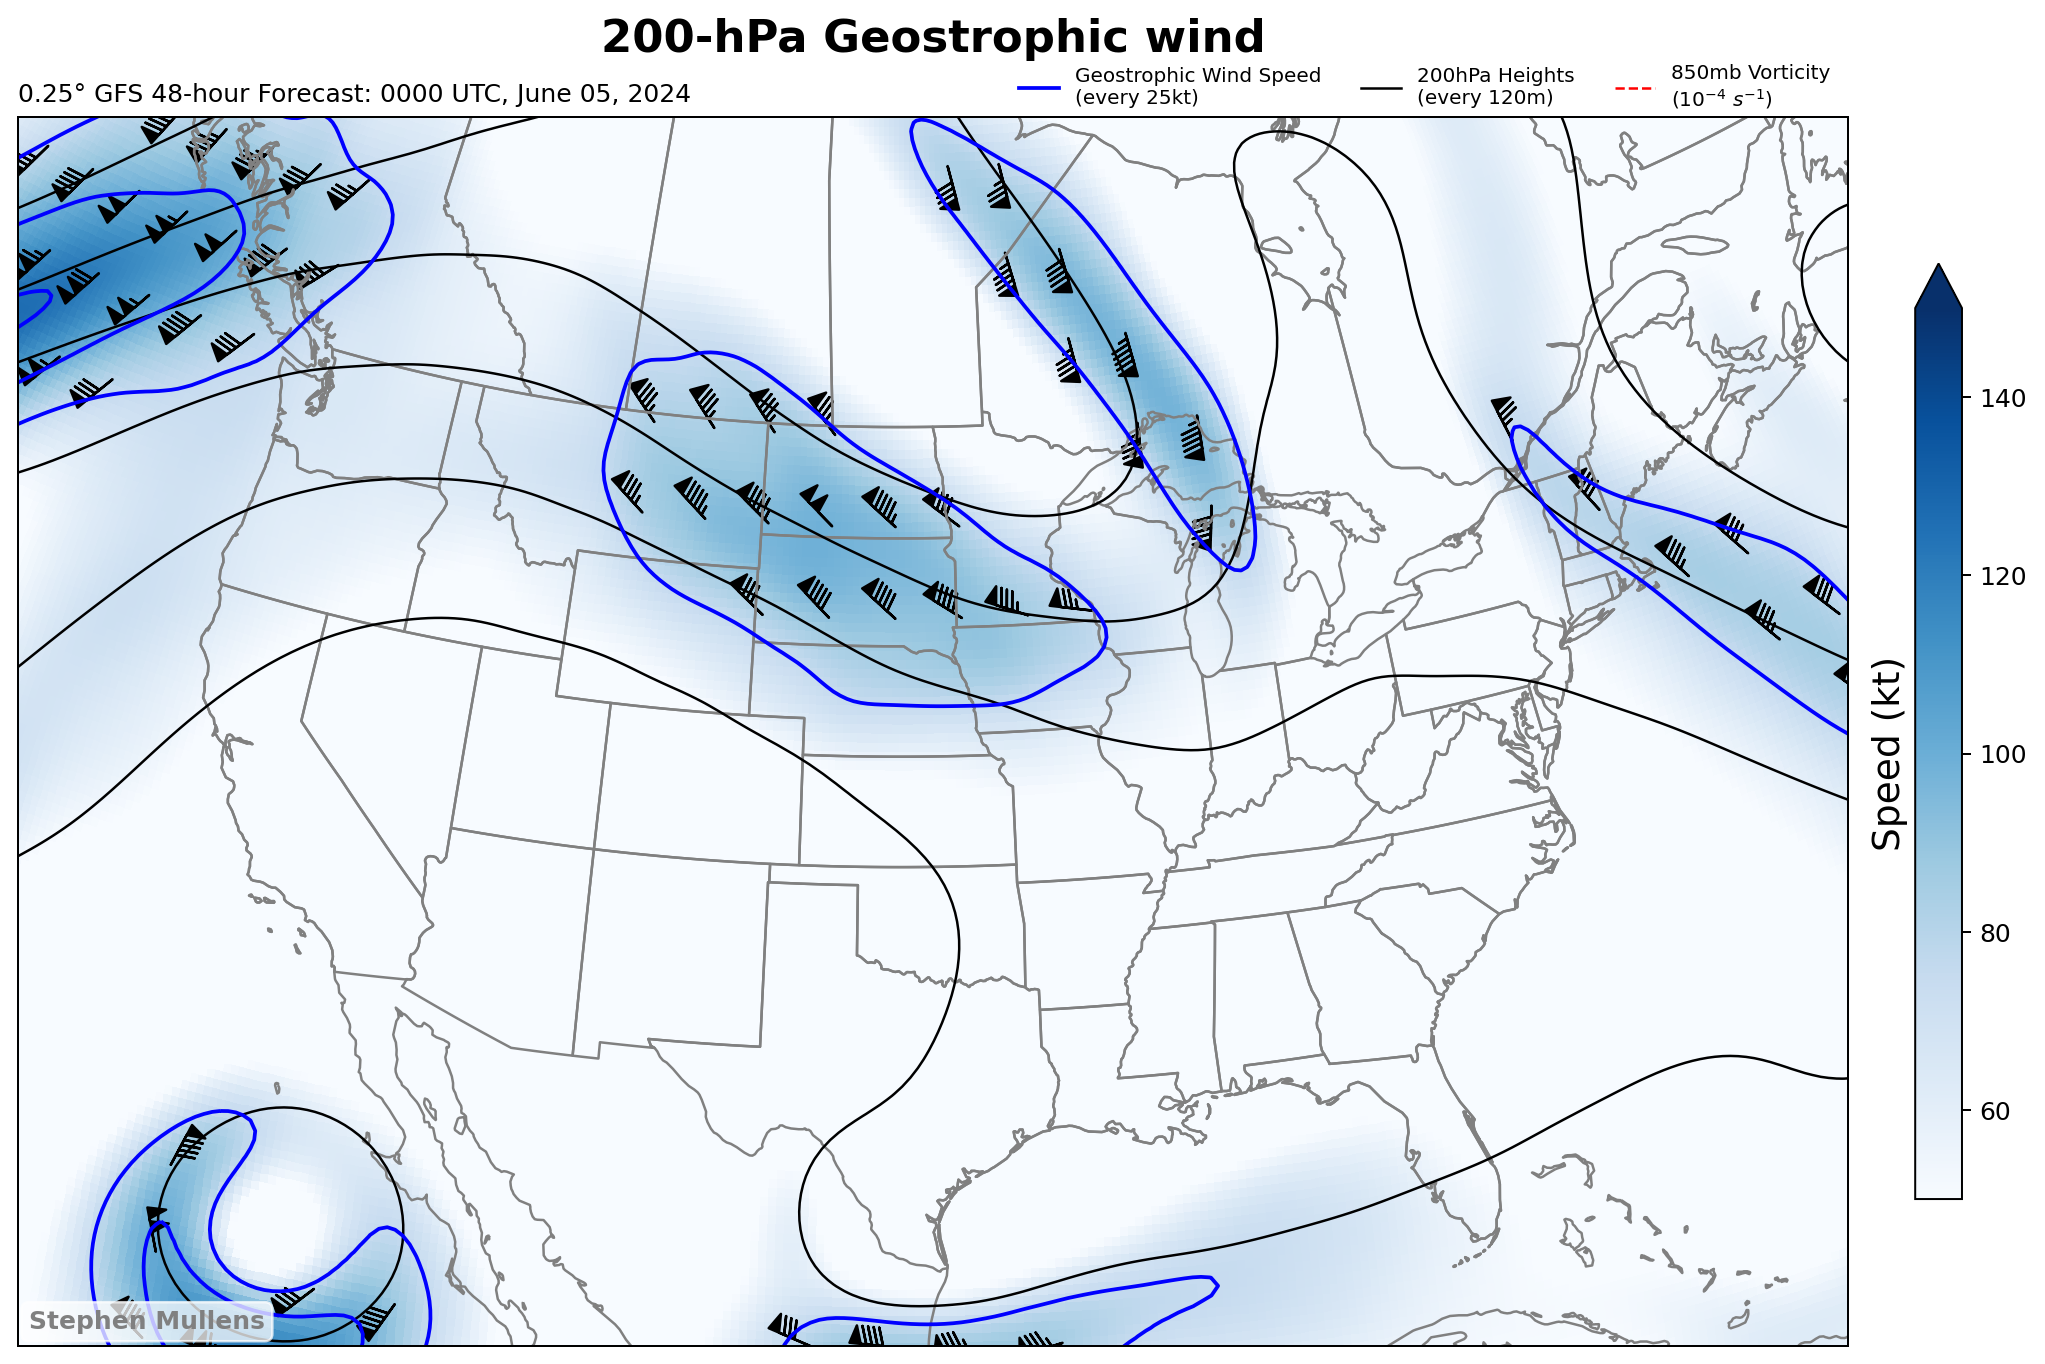 200-hPa Geostrophic wind
0.25° GFS 48-hour Forecast: 0000 UTC, June 05, 2024
Geostrophic Wind Speed
(every 25kt)
200hPa Heights
(every 120m)
850mb Vorticity
(10⁻⁴ s⁻¹)
140
120
100
80
60
Speed (kt)
Stephen Mullens